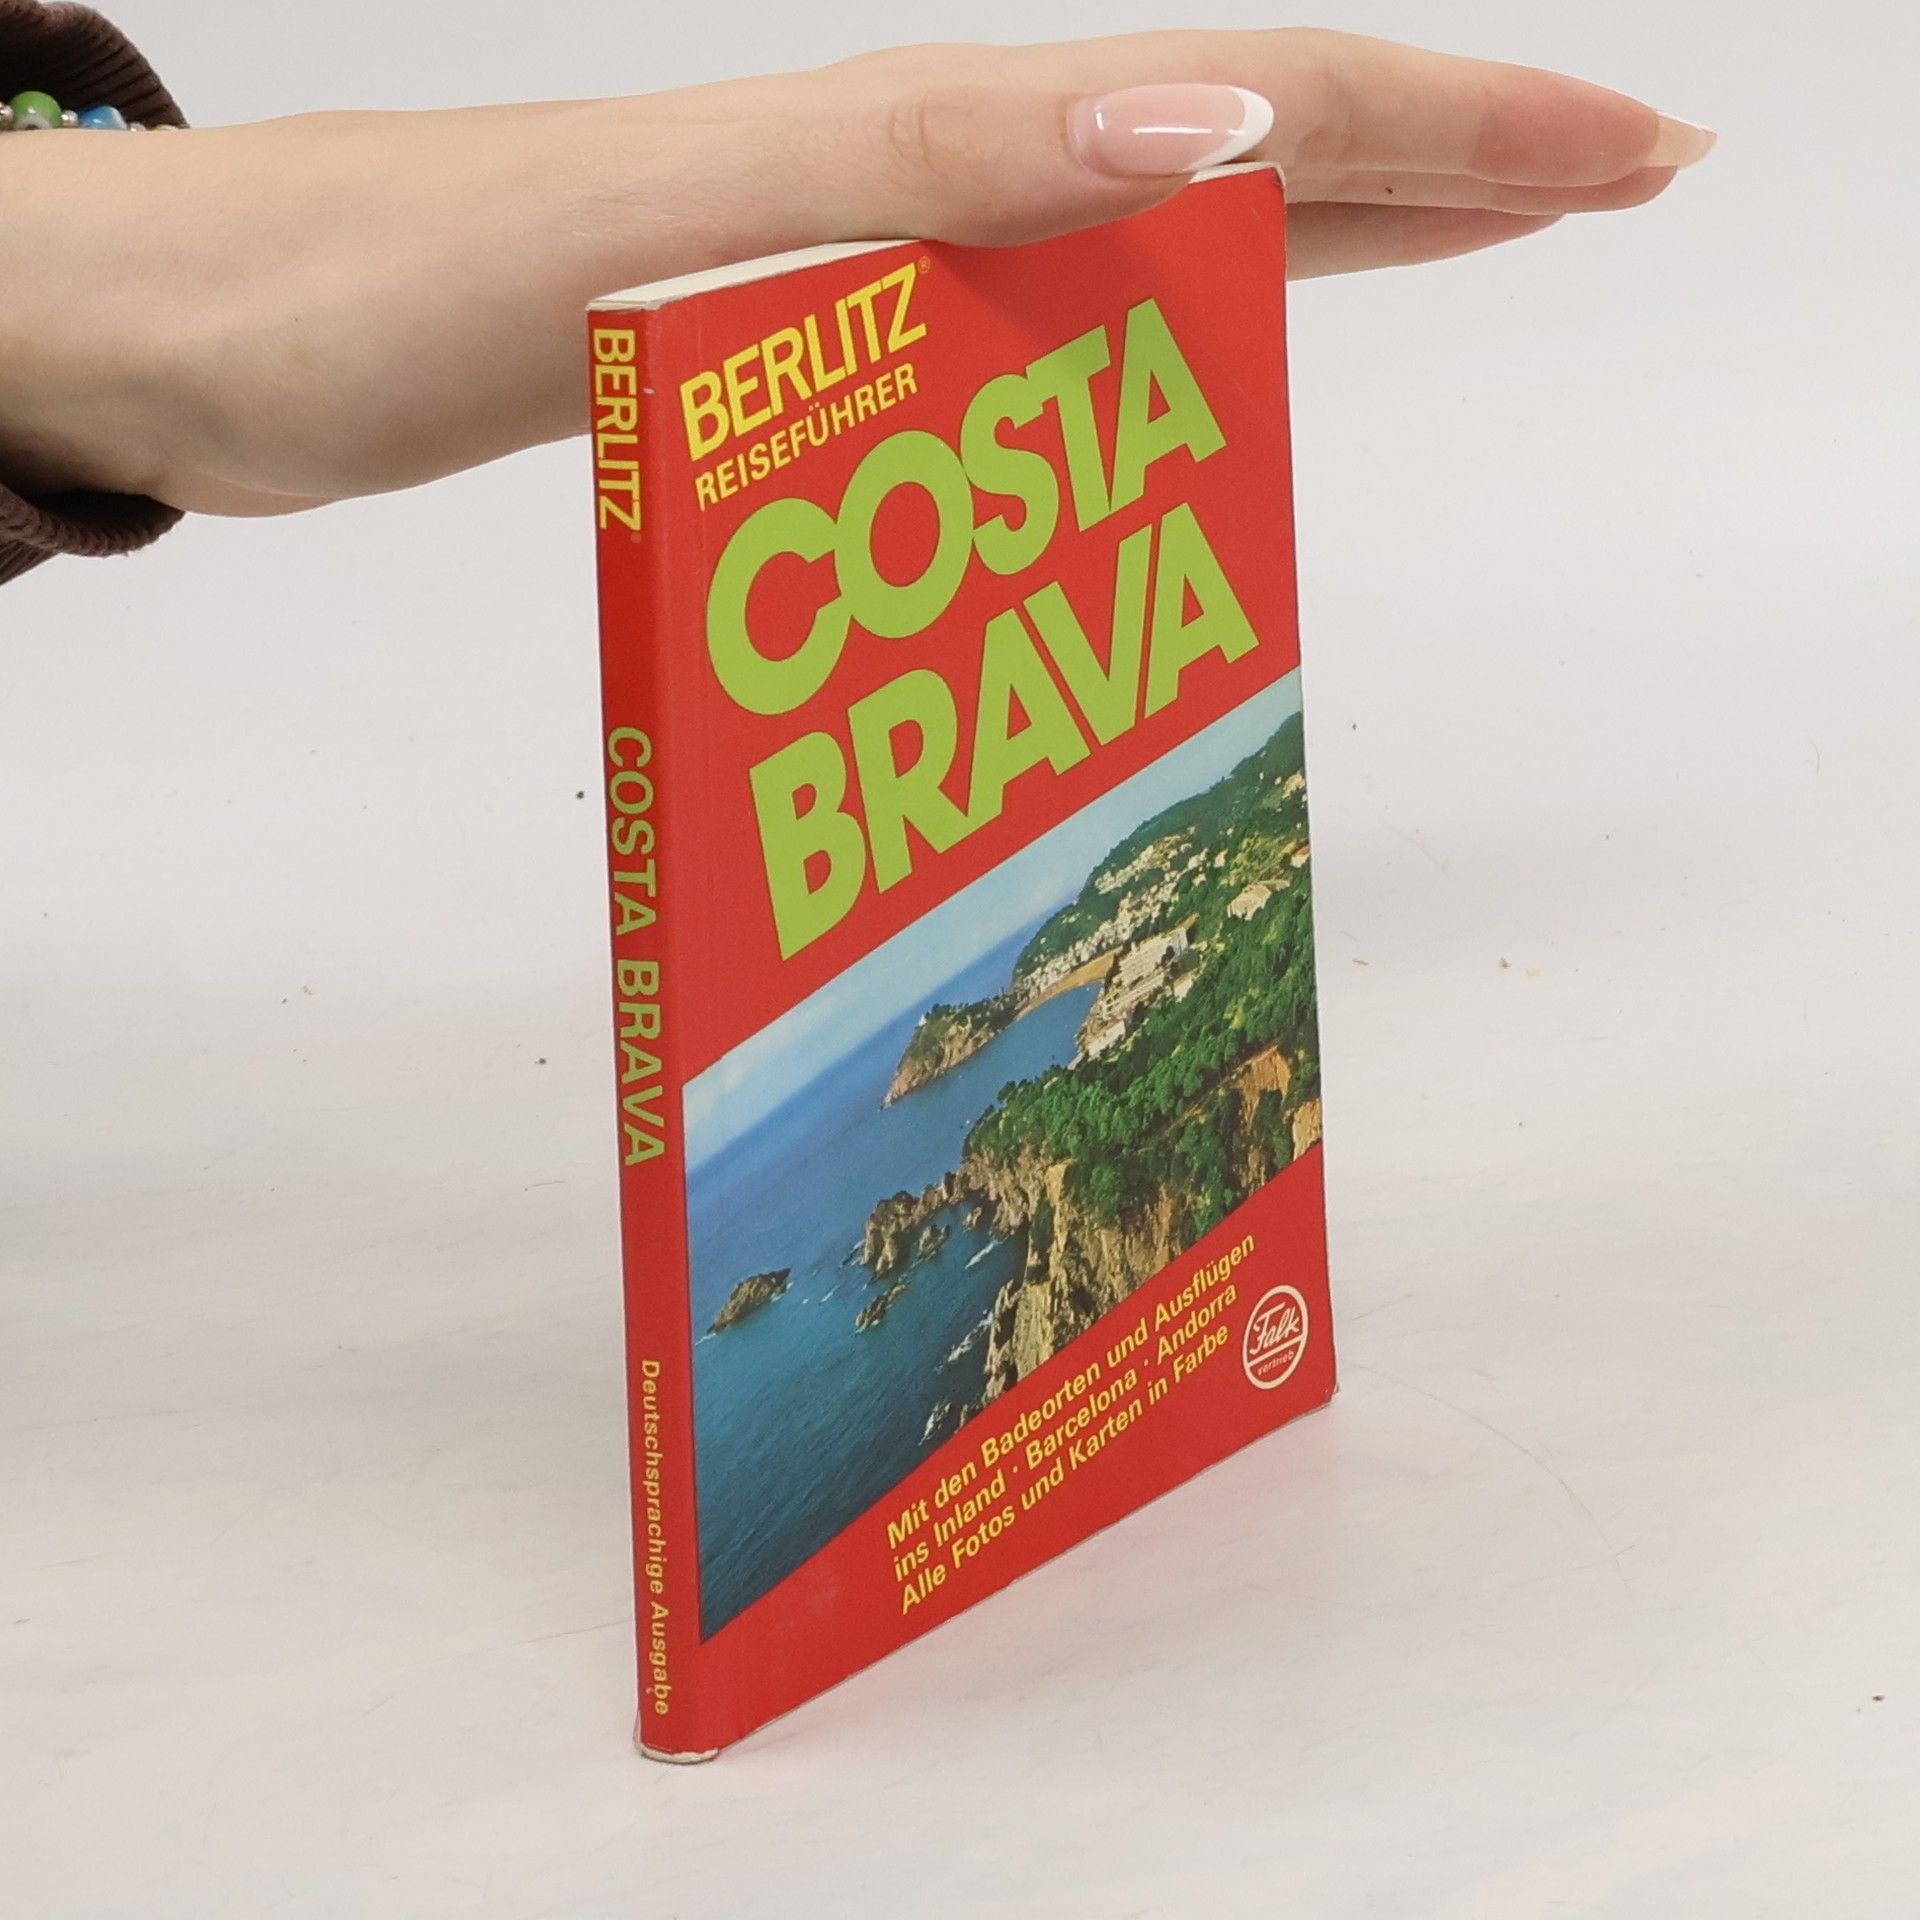 BERLITZ®
COSTA BRAVA
Deutschsprachige Ausgabe
BERLITZ®
REISEFÜHRER
COSTA
BRAVA
Mit den Badeorten und Ausflügen
ins Inland · Barcelona · Andorra
Alle Fotos und Karten in Farbe
Falk
vertrieb